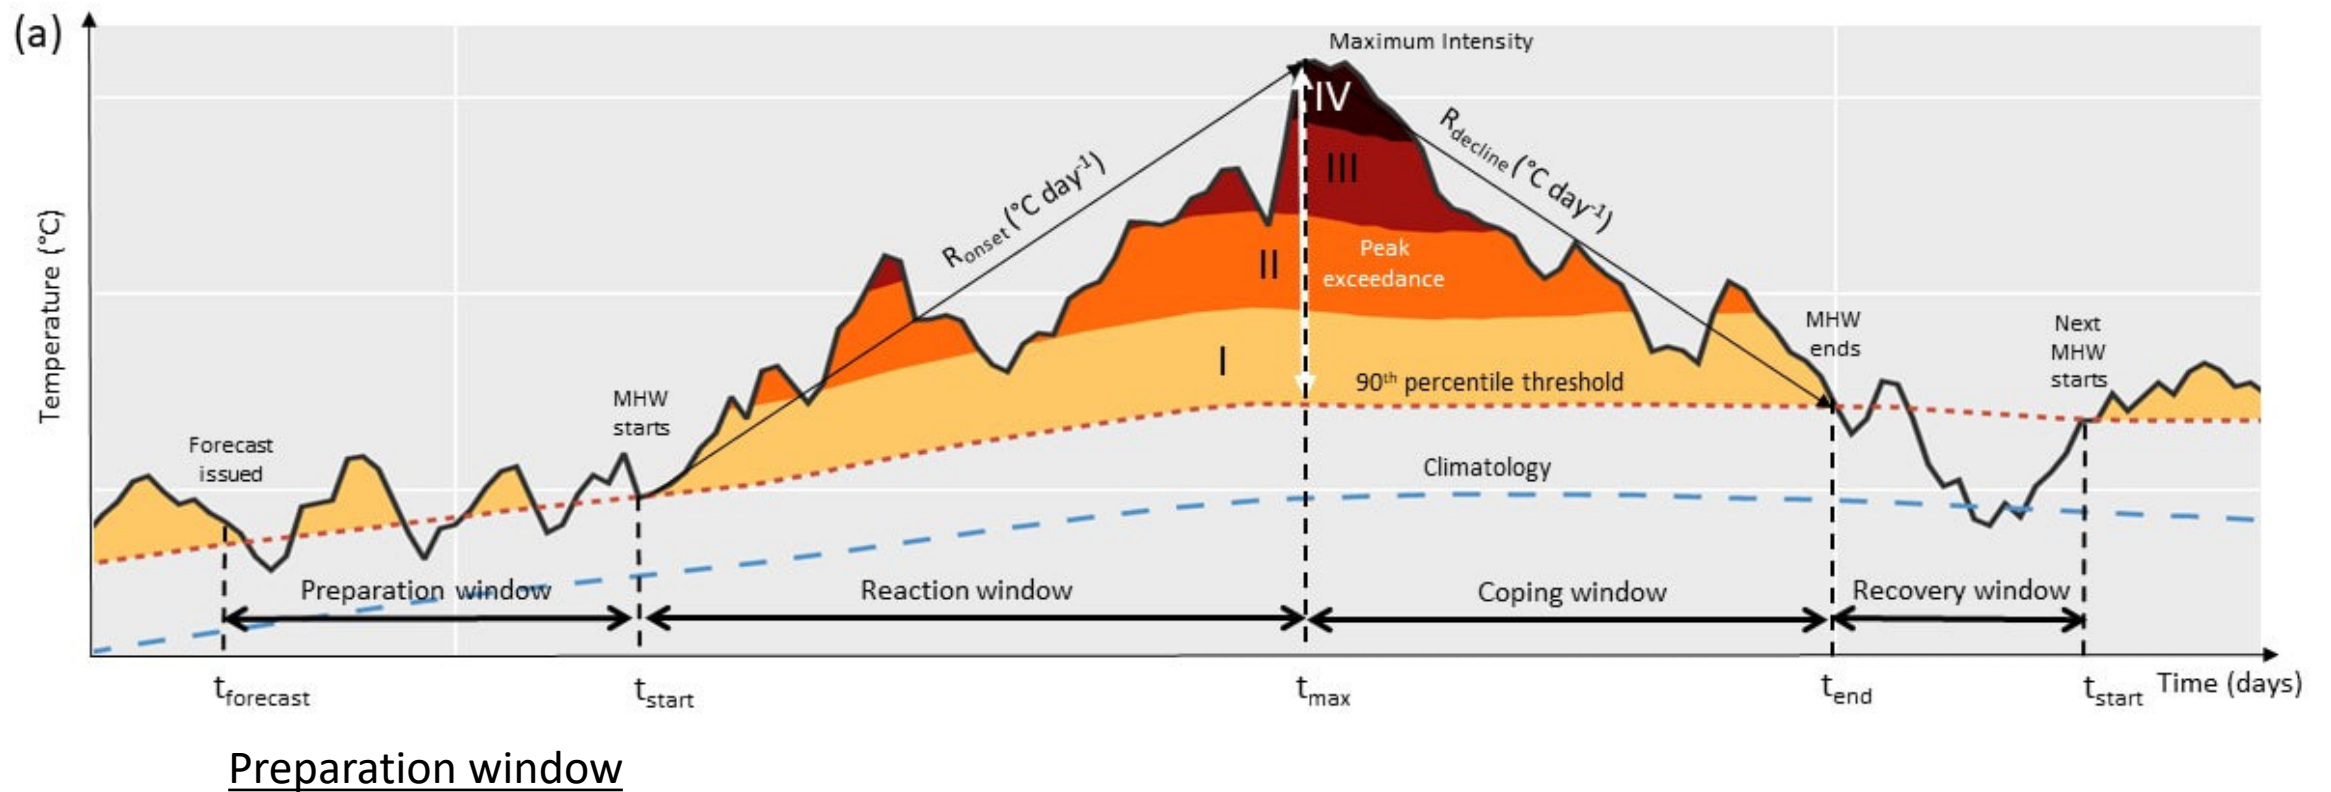 (a)
Maximum Intensity
IV
III
II
I
R_onset (°C day⁻¹)
R_decline (°C day⁻¹)
Peak
exceedance
Temperature (°C)
MHW
ends
Next
MHW
starts
90th percentile threshold
MHW
starts
Forecast
issued
Climatology
Preparation window
Reaction window
Coping window
Recovery window
t_forecast
t_start
t_max
t_end
t_start
Time (days)
Preparation window